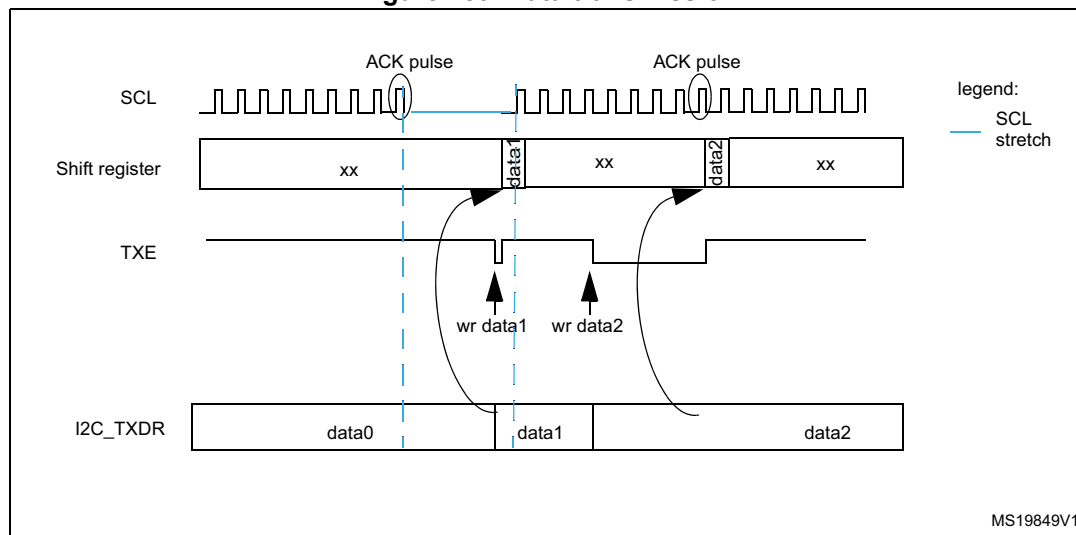 ACK pulse ACK pulse
SCL
legend:
SCL
stretch
Shift register
xx data1 xx data2 xx
TXE
wr data1 wr data2
I2C_TXDR
data0 data1 data2
MS19849V1